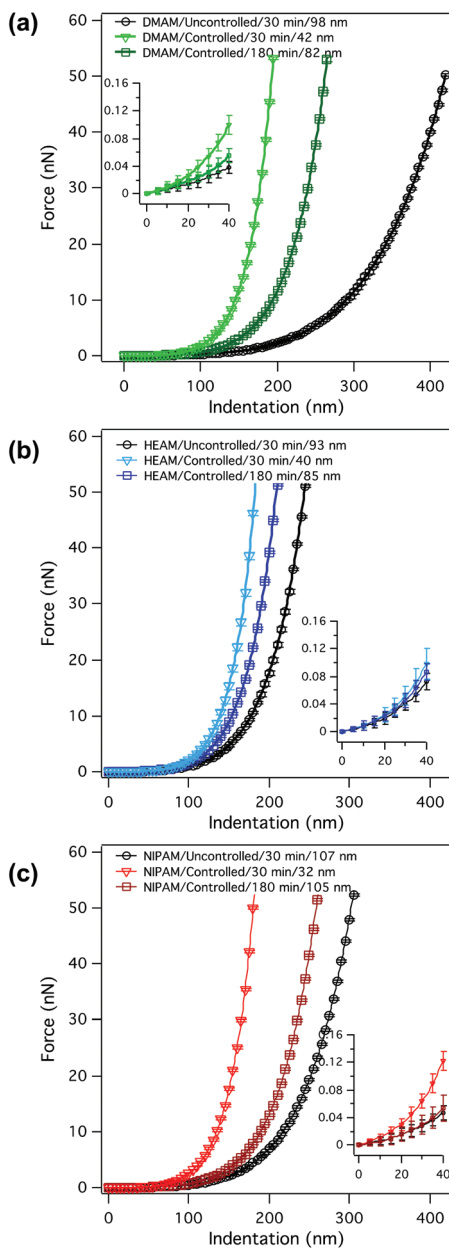 (a)
DMAM/Uncontrolled/30 min/98 nm
DMAM/Controlled/30 min/42 nm
DMAM/Controlled/180 min/82 nm
60
50
40
30
20
10
0
Force (nN)
0.16
0.12
0.08
0.04
0
0 20 40
0 100 200 300 400
Indentation (nm)
(b)
HEAM/Uncontrolled/30 min/93 nm
HEAM/Controlled/30 min/40 nm
HEAM/Controlled/180 min/85 nm
60
50
40
30
20
10
0
Force (nN)
0.16
0.12
0.08
0.04
0
0 20 40
0 100 200 300 400
Indentation (nm)
(c)
NIPAM/Uncontrolled/30 min/107 nm
NIPAM/Controlled/30 min/32 nm
NIPAM/Controlled/180 min/105 nm
60
50
40
30
20
10
0
Force (nN)
0.16
0.12
0.08
0.04
0
0 20 40
0 100 200 300 400
Indentation (nm)